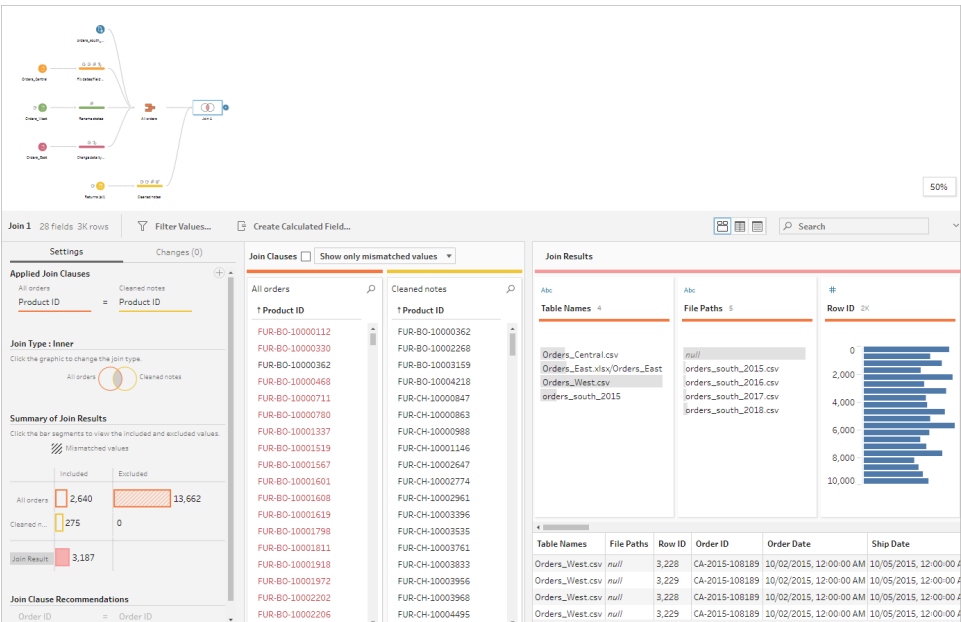 orders_south_...
Orders_Central
Fix dates/field...
Orders_West
Rename states
All orders
Join 1
Orders_East
Change data ty...
Returns (all)
Cleaned notes
50%
Join 1 28 fields 3K rows
Filter Values...
Create Calculated Field...
Search
Settings
Changes (0)
Applied Join Clauses
All orders
Cleaned notes
Product ID = Product ID
Join Type : Inner
Click the graphic to change the join type.
All orders
Cleaned notes
Summary of Join Results
Click the bar segments to view the included and excluded values.
Mismatched values
Included
Excluded
All orders 2,640 13,662
Cleaned n... 275 0
Join Result 3,187
Join Clause Recommendations
Order ID = Order ID
Join Clauses
Show only mismatched values
All orders
Product ID
FUR-BO-10000112
FUR-BO-10000330
FUR-BO-10000362
FUR-BO-10000468
FUR-BO-10000711
FUR-BO-10000780
FUR-BO-10001337
FUR-BO-10001519
FUR-BO-10001567
FUR-BO-10001601
FUR-BO-10001608
FUR-BO-10001619
FUR-BO-10001798
FUR-BO-10001811
FUR-BO-10001918
FUR-BO-10001972
FUR-BO-10002202
FUR-BO-10002206
Cleaned notes
Product ID
FUR-BO-10000362
FUR-BO-10002268
FUR-BO-10003159
FUR-BO-10004218
FUR-CH-10000847
FUR-CH-10000863
FUR-CH-10000988
FUR-CH-10001146
FUR-CH-10002647
FUR-CH-10002774
FUR-CH-10002961
FUR-CH-10003396
FUR-CH-10003535
FUR-CH-10003761
FUR-CH-10003833
FUR-CH-10003956
FUR-CH-10003968
FUR-CH-10004495
Join Results
Abc
Table Names 4
Orders_Central.csv
Orders_East.xlsx/Orders_East
Orders_West.csv
orders_south_2015
Abc
File Paths 5
null
orders_south_2015.csv
orders_south_2016.csv
orders_south_2017.csv
orders_south_2018.csv
#
Row ID 2K
0
2,000
4,000
6,000
8,000
10,000
Table Names File Paths Row ID Order ID Order Date Ship Date
Orders_West.csv null 3,228 CA-2015-108189 10/02/2015, 12:00:00 AM 10/05/2015, 12:00:00 A
Orders_West.csv null 3,229 CA-2015-108189 10/02/2015, 12:00:00 AM 10/05/2015, 12:00:00 A
Orders_West.csv null 3,228 CA-2015-108189 10/02/2015, 12:00:00 AM 10/05/2015, 12:00:00 A
Orders_West.csv null 3,229 CA-2015-108189 10/02/2015, 12:00:00 AM 10/05/2015, 12:00:00 A